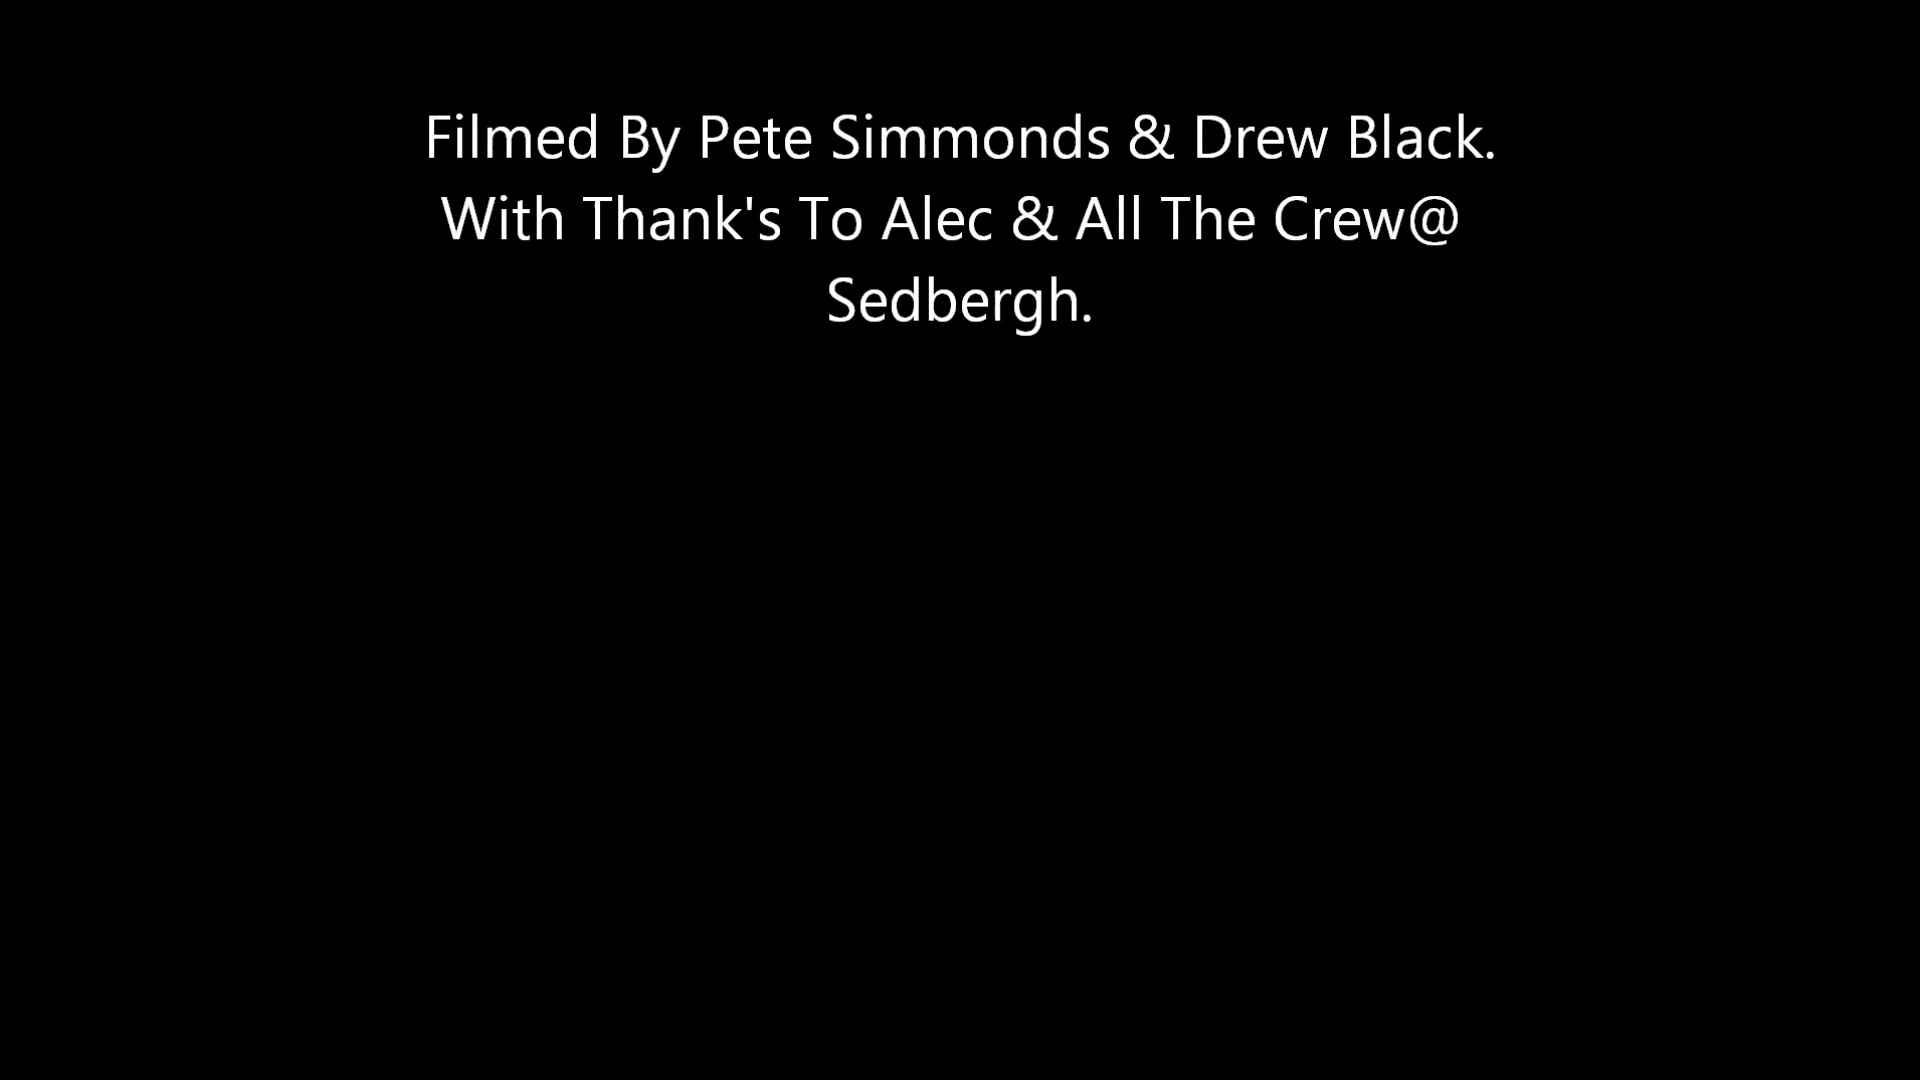 Filmed By Pete Simmonds & Drew Black.
With Thank's To Alec & All The Crew@
Sedbergh.